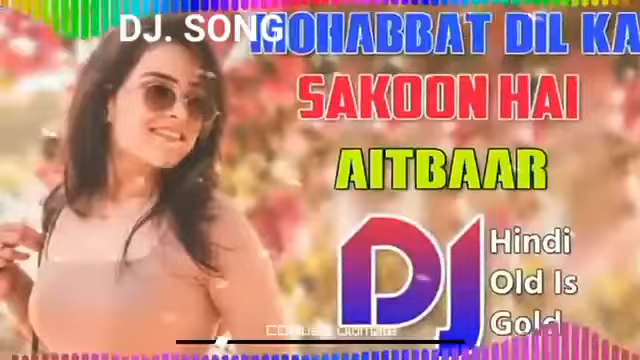 DJ. SONG
MOHABBAT DIL KA
SAKOON HAI
AITBAAR
DJ
Hindi
Old Is
Gold